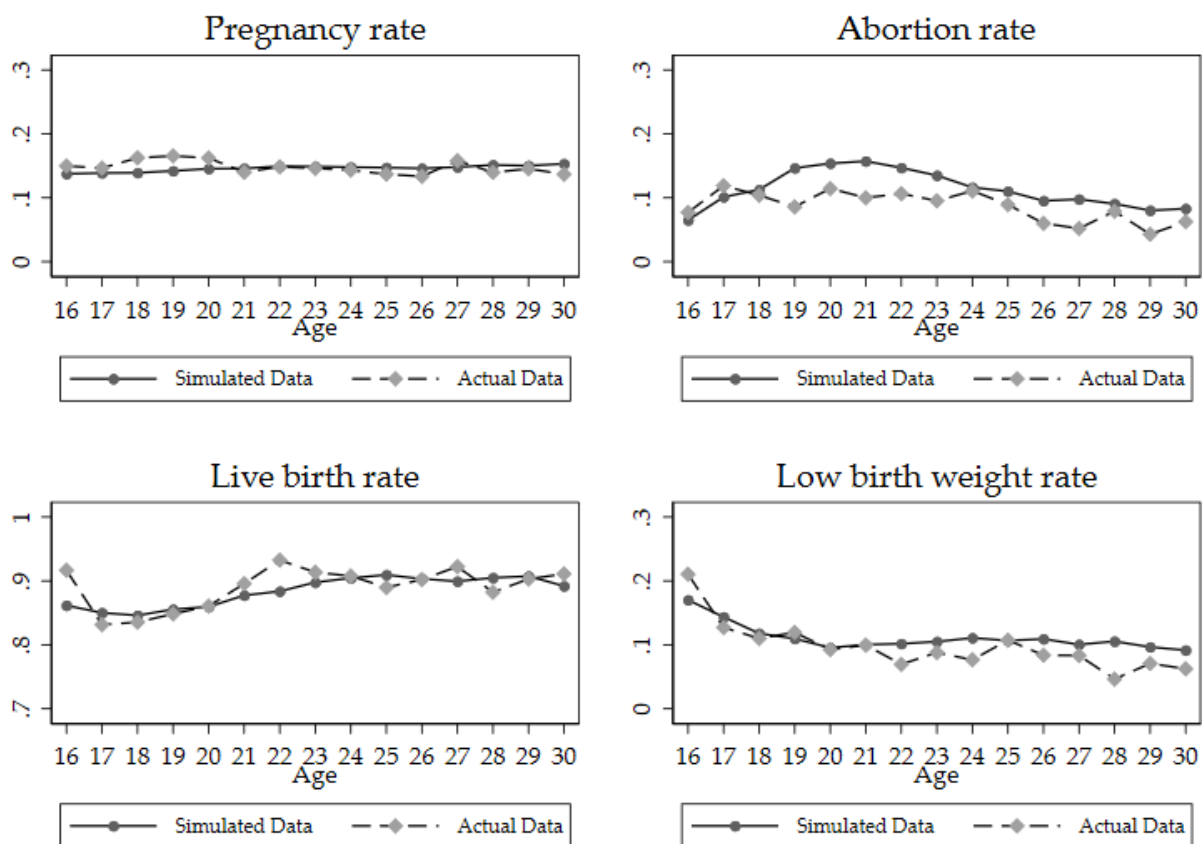 Pregnancy rate
.3
.2
.1
0
16 17 18 19 20 21 22 23 24 25 26 27 28 29 30
Age
Simulated Data Actual Data
Abortion rate
.3
.2
.1
0
16 17 18 19 20 21 22 23 24 25 26 27 28 29 30
Age
Simulated Data Actual Data
Live birth rate
1
.9
.8
.7
16 17 18 19 20 21 22 23 24 25 26 27 28 29 30
Age
Simulated Data Actual Data
Low birth weight rate
.3
.2
.1
0
16 17 18 19 20 21 22 23 24 25 26 27 28 29 30
Age
Simulated Data Actual Data